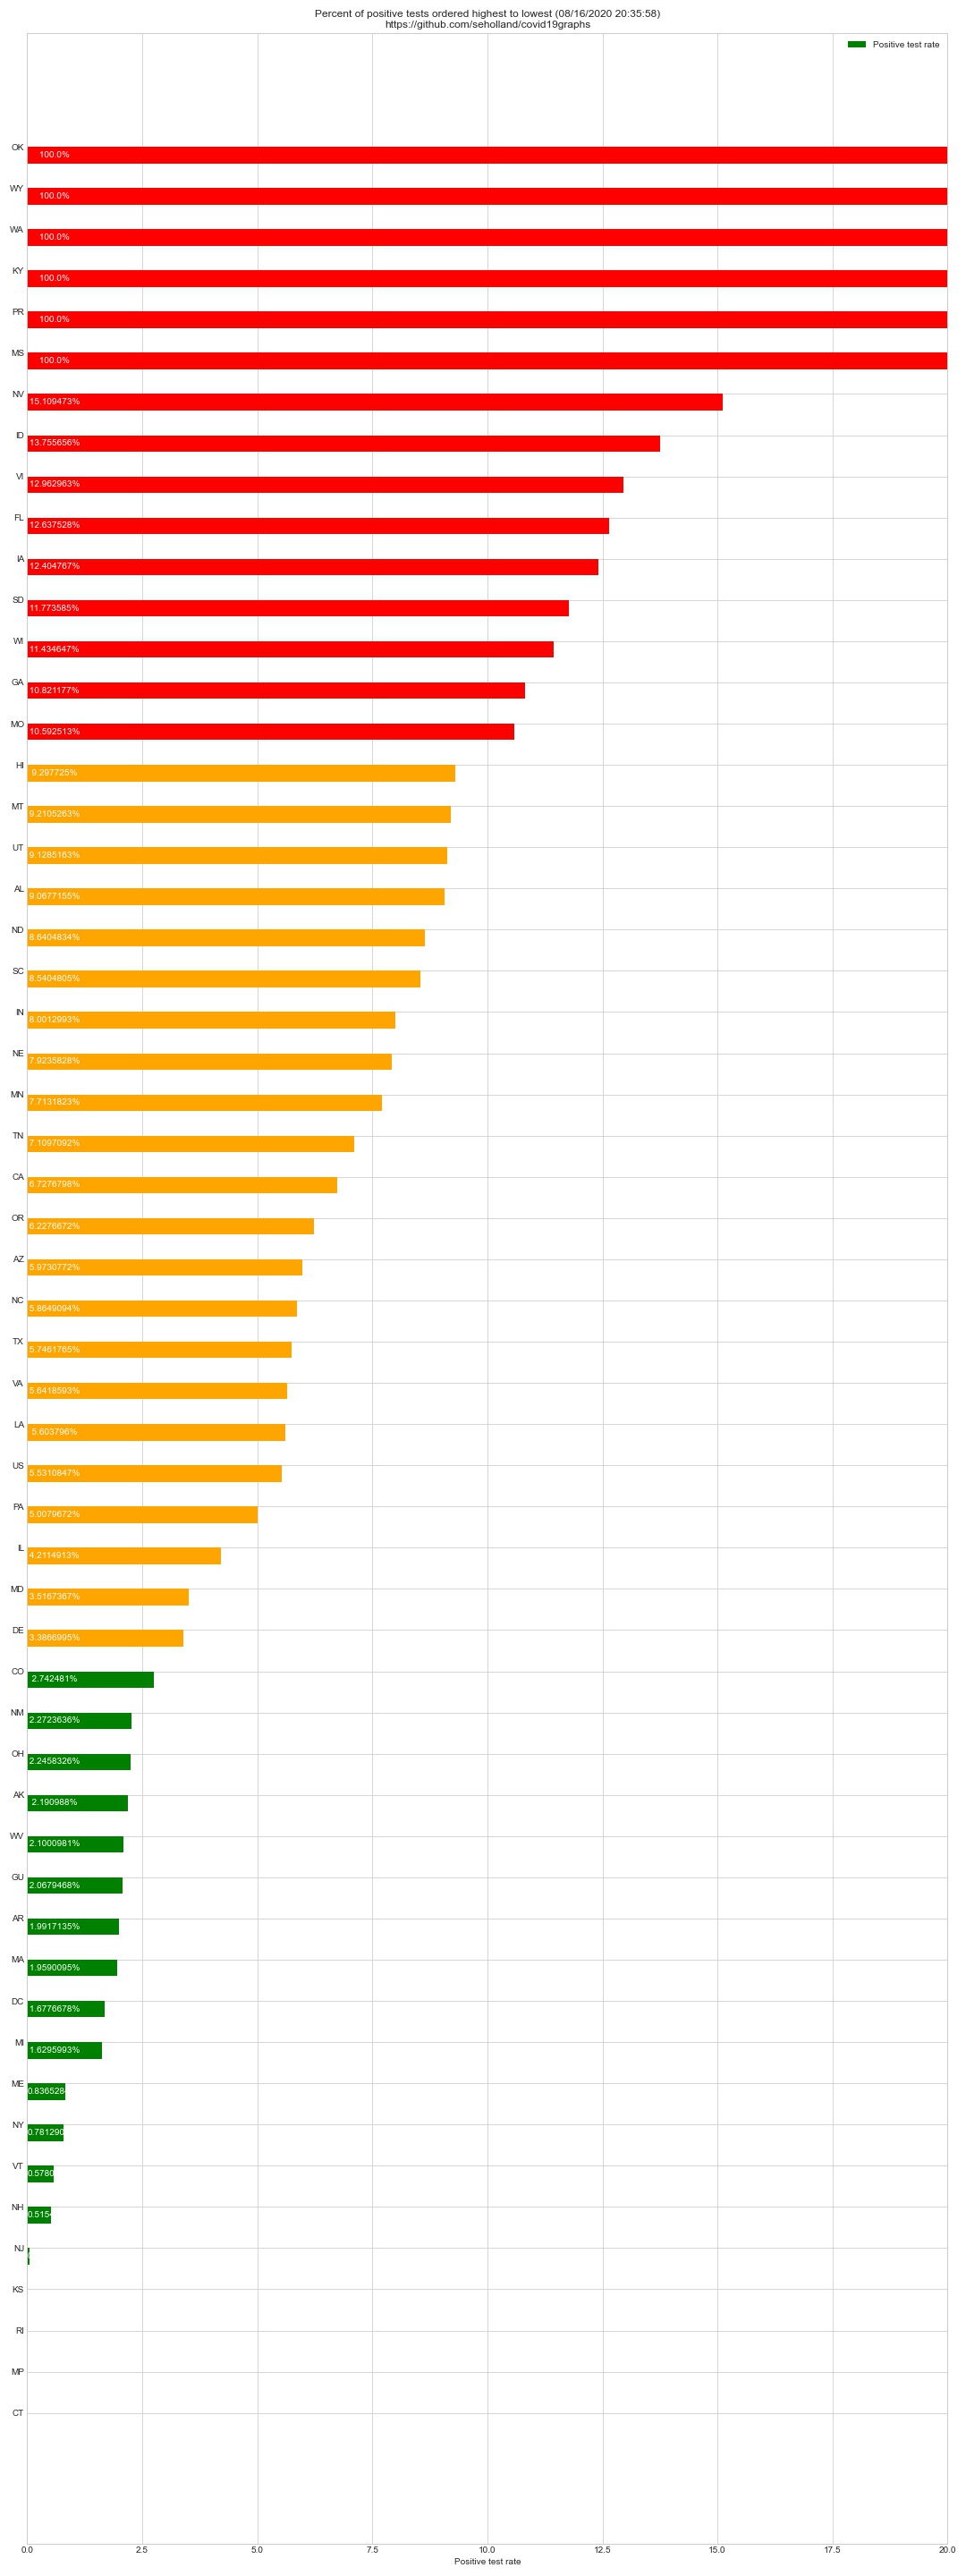 Percent of positive tests ordered highest to lowest (08/16/2020 20:35:58)
https://github.com/seholland/covid19graphs
Positive test rate
OK 100.0%
WY 100.0%
WA 100.0%
KY 100.0%
PR 100.0%
MS 100.0%
NV 15.109473%
ID 13.755656%
VI 12.962963%
FL 12.637528%
IA 12.404767%
SD 11.773585%
WI 11.434647%
GA 10.821177%
MO 10.592513%
HI 9.297725%
MT 9.2105263%
UT 9.1285163%
AL 9.0677155%
ND 8.6404834%
SC 8.5404805%
IN 8.0012993%
NE 7.9235828%
MN 7.7131823%
TN 7.1097092%
CA 6.7276798%
OR 6.2276672%
AZ 5.9730772%
NC 5.8649094%
TX 5.7461765%
VA 5.6418593%
LA 5.603796%
US 5.5310847%
PA 5.0079672%
IL 4.2114913%
MD 3.5167367%
DE 3.3866995%
CO 2.742481%
NM 2.2723636%
OH 2.2458326%
AK 2.190988%
WV 2.1000981%
GU 2.0679468%
AR 1.9917135%
MA 1.9590095%
DC 1.6776678%
MI 1.6295993%
ME 0.836528
NY 0.781290
VT 0.5780
NH 0.515
NJ
KS
RI
MP
CT
0.0 2.5 5.0 7.5 10.0 12.5 15.0 17.5 20.0
Positive test rate